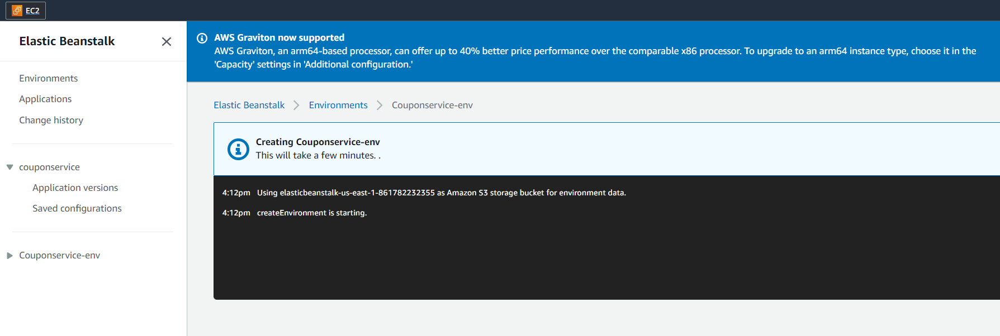 EC2
Elastic Beanstalk
Environments
Applications
Change history
couponservice
Application versions
Saved configurations
Couponservice-env
AWS Graviton now supported
AWS Graviton, an arm64-based processor, can offer up to 40% better price performance over the comparable x86 processor. To upgrade to an arm64 instance type, choose it in the
'Capacity' settings in 'Additional configuration.'
Elastic Beanstalk Environments Couponservice-env
Creating Couponservice-env
This will take a few minutes. .
4:12pm Using elasticbeanstalk-us-east-1-861782232355 as Amazon S3 storage bucket for environment data.
4:12pm createEnvironment is starting.